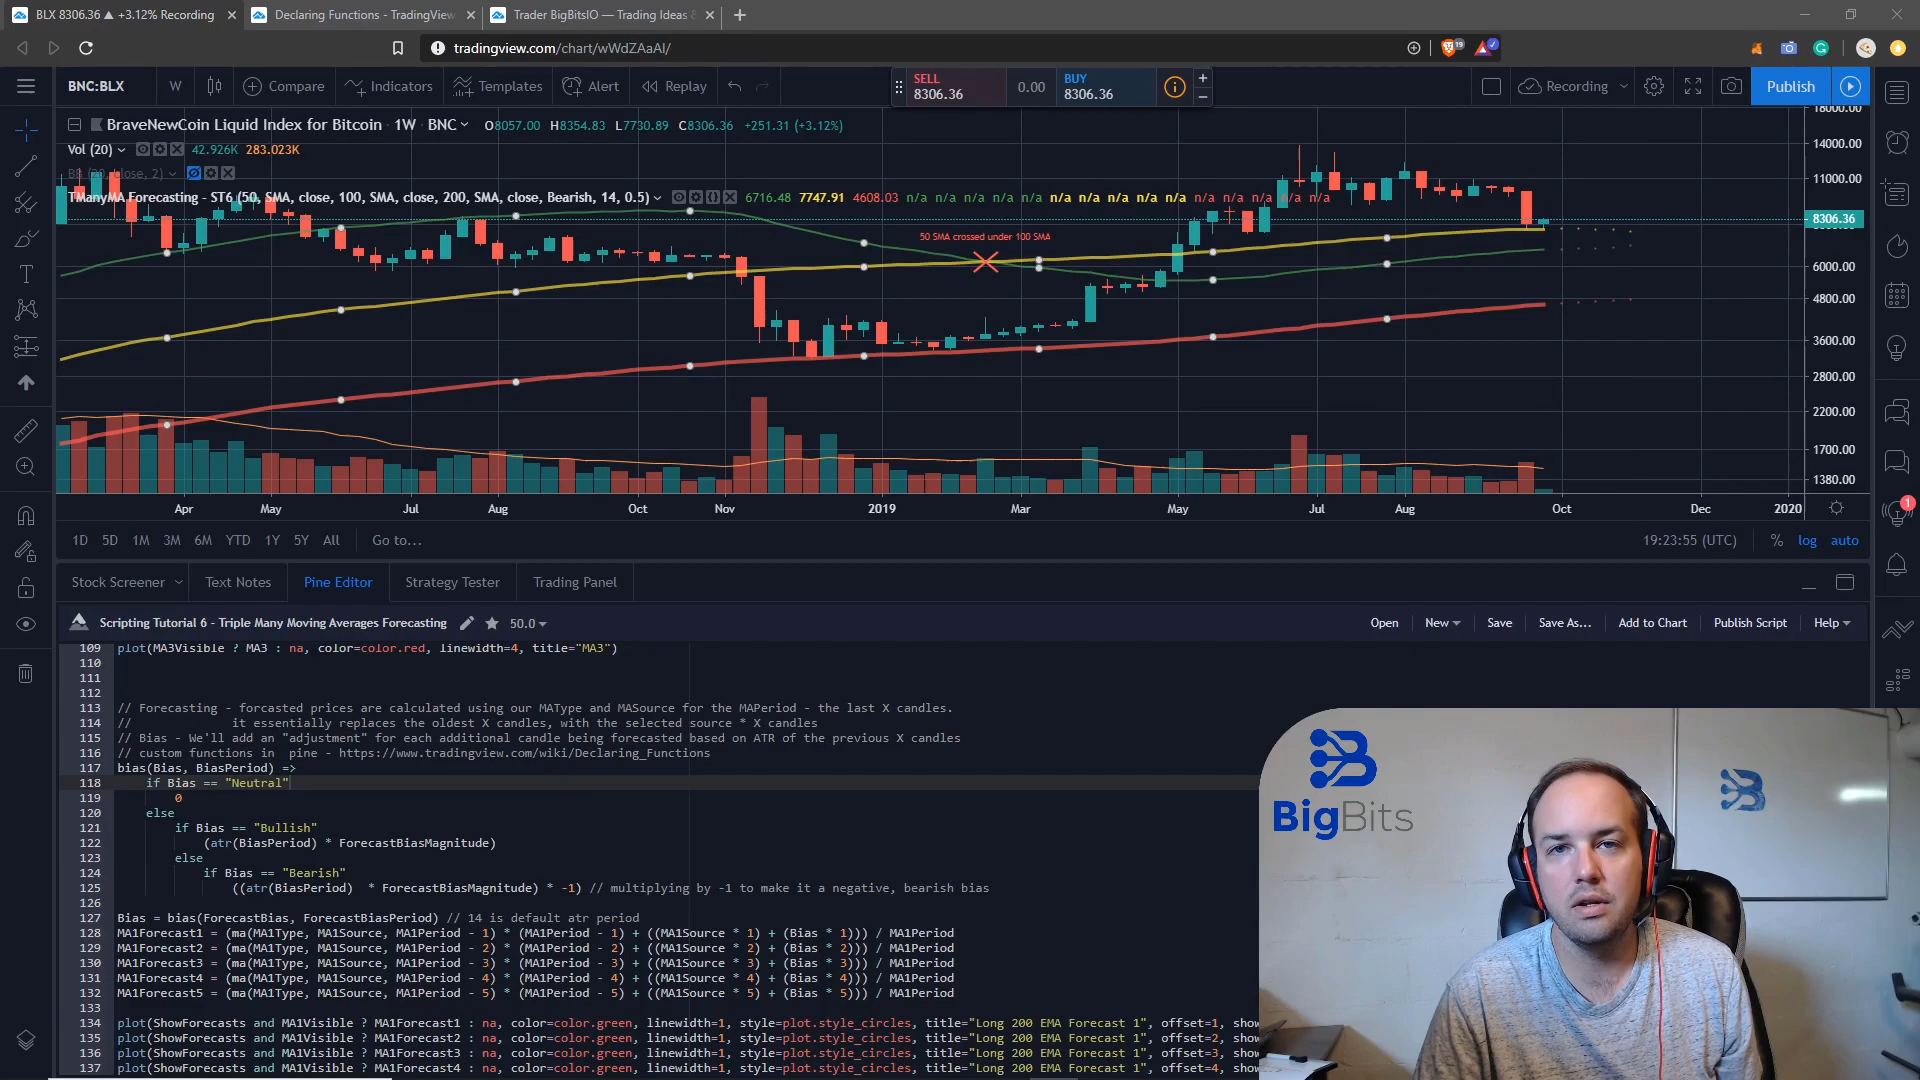 BLX 8306.36 ▲ +3.12% Recording
Declaring Functions - TradingView
Trader BigBitsIO — Trading Ideas &
tradingview.com/chart/wWdZAaAl/
19
BNC:BLX
W
Compare
Indicators
Templates
Alert
Replay
SELL
8306.36
0.00
BUY
8306.36
Recording
Publish
BraveNewCoin Liquid Index for Bitcoin · 1W · BNC
O8057.00 H8354.83 L7730.89 C8306.36 +251.31 (+3.12%)
Vol (20)
42.926K 283.023K
BB (20, close, 2)
TManyMA Forecasting - ST6 (50, SMA, close, 100, SMA, close, 200, SMA, close, Bearish, 14, 0.5)
6716.48 7747.91 4608.03 n/a n/a n/a n/a n/a n/a n/a n/a n/a n/a n/a n/a n/a n/a n/a
50 SMA crossed under 100 SMA
18000.00
14000.00
11000.00
8306.36
6000.00
4800.00
3600.00
2800.00
2200.00
1700.00
1380.00
Apr May Jul Aug Oct Nov 2019 Mar May Jul Aug Oct Dec 2020
1D 5D 1M 3M 6M YTD 1Y 5Y All Go to...
19:23:55 (UTC) % log auto
1
Stock Screener
Text Notes
Pine Editor
Strategy Tester
Trading Panel
Scripting Tutorial 6 - Triple Many Moving Averages Forecasting
50.0
Open New Save Save As... Add to Chart Publish Script Help
109 plot(MA3Visible ? MA3 : na, color=color.red, linewidth=4, title="MA3")
110
111
112
113 // Forecasting - forcasted prices are calculated using our MAType and MASource for the MAPeriod - the last X candles.
114 // it essentially replaces the oldest X candles, with the selected source * X candles
115 // Bias - We'll add an "adjustment" for each additional candle being forecasted based on ATR of the previous X candles
116 // custom functions in pine - https://www.tradingview.com/wiki/Declaring_Functions
117 bias(Bias, BiasPeriod) =>
118 if Bias == "Neutral"
119 0
120 else
121 if Bias == "Bullish"
122 (atr(BiasPeriod) * ForecastBiasMagnitude)
123 else
124 if Bias == "Bearish"
125 ((atr(BiasPeriod) * ForecastBiasMagnitude) * -1) // multiplying by -1 to make it a negative, bearish bias
126
127 Bias = bias(ForecastBias, ForecastBiasPeriod) // 14 is default atr period
128 MA1Forecast1 = (ma(MA1Type, MA1Source, MA1Period - 1) * (MA1Period - 1) + ((MA1Source * 1) + (Bias * 1))) / MA1Period
129 MA1Forecast2 = (ma(MA1Type, MA1Source, MA1Period - 2) * (MA1Period - 2) + ((MA1Source * 2) + (Bias * 2))) / MA1Period
130 MA1Forecast3 = (ma(MA1Type, MA1Source, MA1Period - 3) * (MA1Period - 3) + ((MA1Source * 3) + (Bias * 3))) / MA1Period
131 MA1Forecast4 = (ma(MA1Type, MA1Source, MA1Period - 4) * (MA1Period - 4) + ((MA1Source * 4) + (Bias * 4))) / MA1Period
132 MA1Forecast5 = (ma(MA1Type, MA1Source, MA1Period - 5) * (MA1Period - 5) + ((MA1Source * 5) + (Bias * 5))) / MA1Period
133
134 plot(ShowForecasts and MA1Visible ? MA1Forecast1 : na, color=color.green, linewidth=1, style=plot.style_circles, title="Long 200 EMA Forecast 1", offset=1, show
135 plot(ShowForecasts and MA1Visible ? MA1Forecast2 : na, color=color.green, linewidth=1, style=plot.style_circles, title="Long 200 EMA Forecast 1", offset=2, show
136 plot(ShowForecasts and MA1Visible ? MA1Forecast3 : na, color=color.green, linewidth=1, style=plot.style_circles, title="Long 200 EMA Forecast 1", offset=3, show
137 plot(ShowForecasts and MA1Visible ? MA1Forecast4 : na, color=color.green, linewidth=1, style=plot.style_circles, title="Long 200 EMA Forecast 1", offset=4, show
BigBits